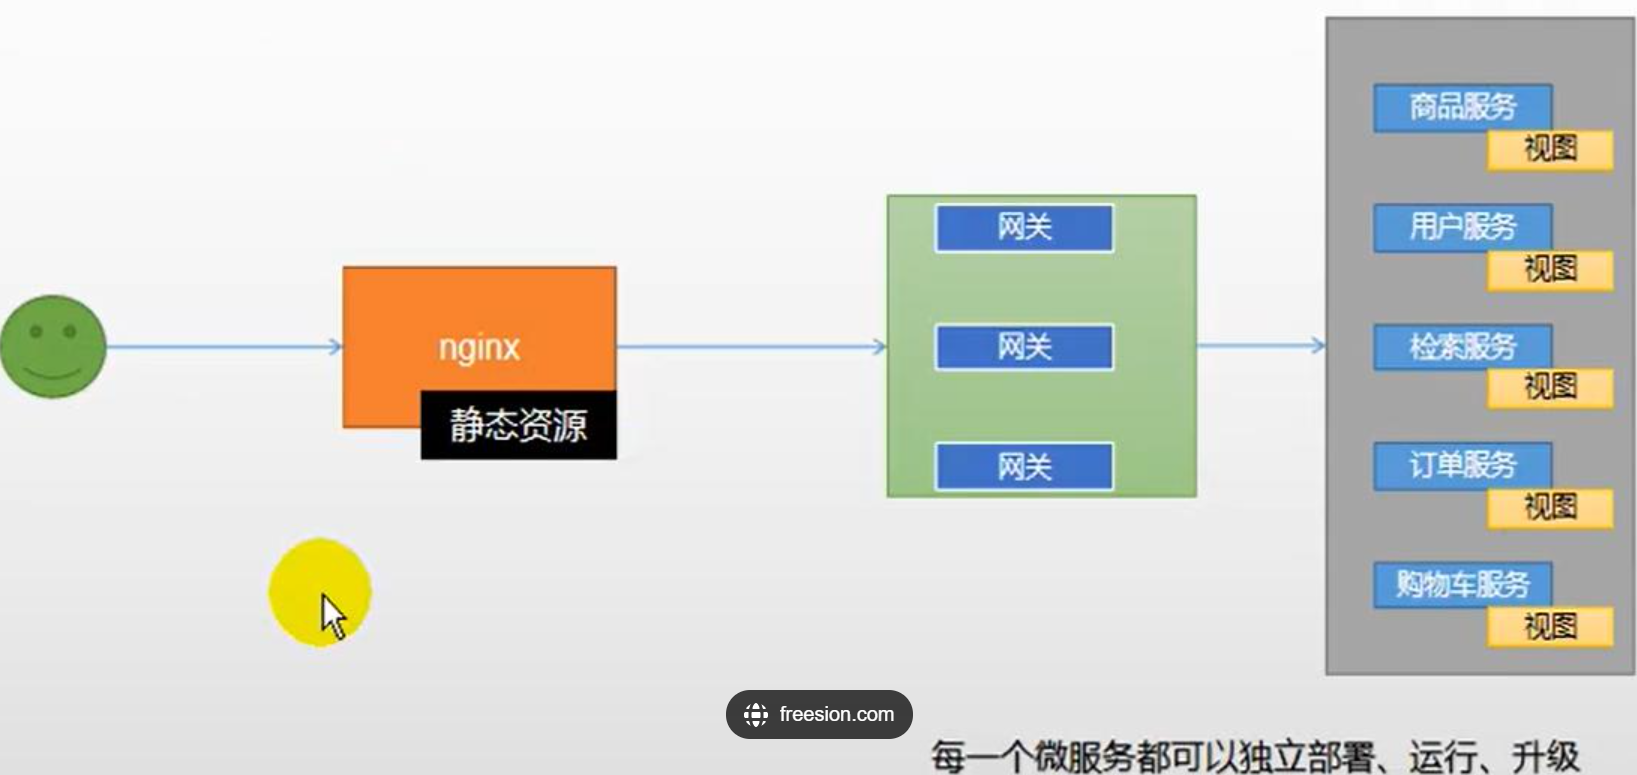 nginx
静态资源
网关
网关
网关
商品服务
视图
用户服务
视图
检索服务
视图
订单服务
视图
购物车服务
视图
freesion.com
每一个微服务都可以独立部署、运行、升级